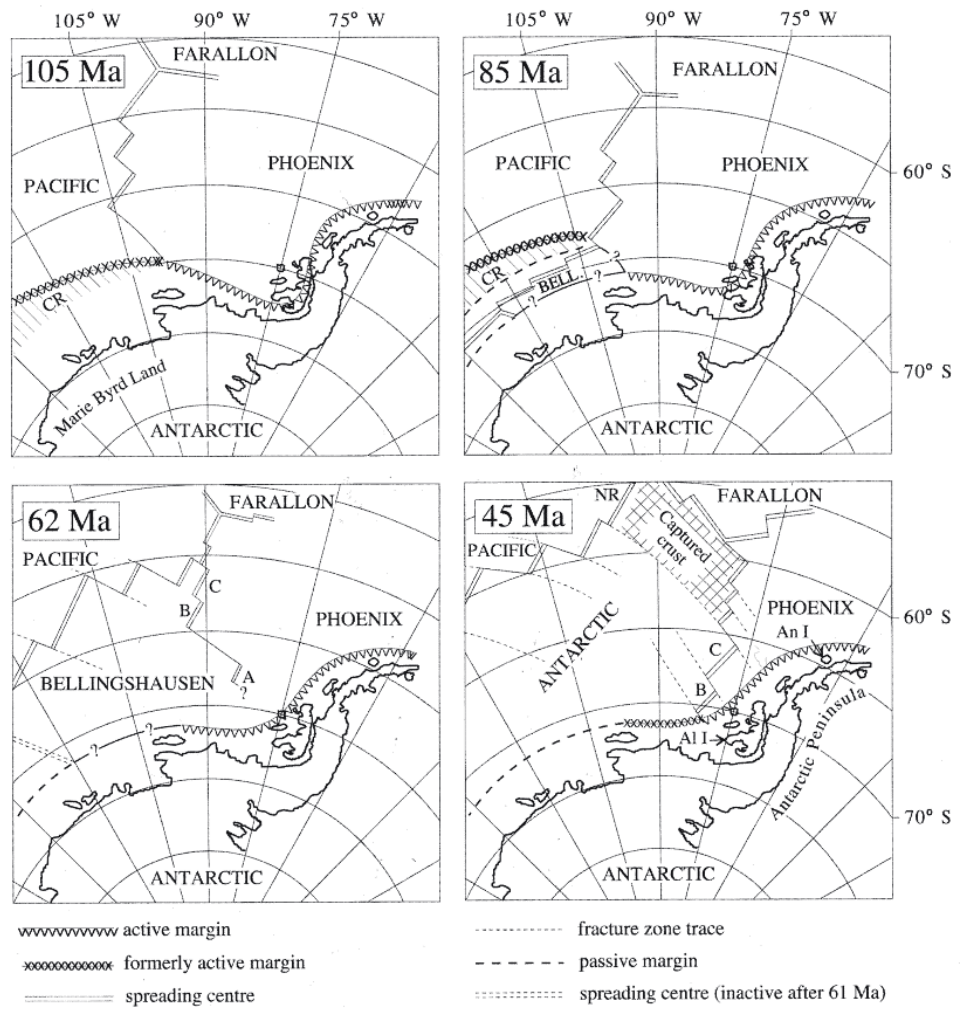 105° W
90° W
75° W
105° W
90° W
75° W
105 Ma
FARALLON
PACIFIC
PHOENIX
CR
Marie Byrd Land
ANTARCTIC
85 Ma
FARALLON
PACIFIC
PHOENIX
60° S
CR
?
BELL.
?
?
70° S
ANTARCTIC
62 Ma
FARALLON
PACIFIC
C
B
PHOENIX
A
?
BELLINGSHAUSEN
?
?
ANTARCTIC
45 Ma
NR
FARALLON
Captured
crust
PACIFIC
PHOENIX
60° S
An I
ANTARCTIC
C
B
Al I
Antarctic Peninsula
70° S
ANTARCTIC
active margin
formerly active margin
spreading centre
fracture zone trace
passive margin
spreading centre (inactive after 61 Ma)